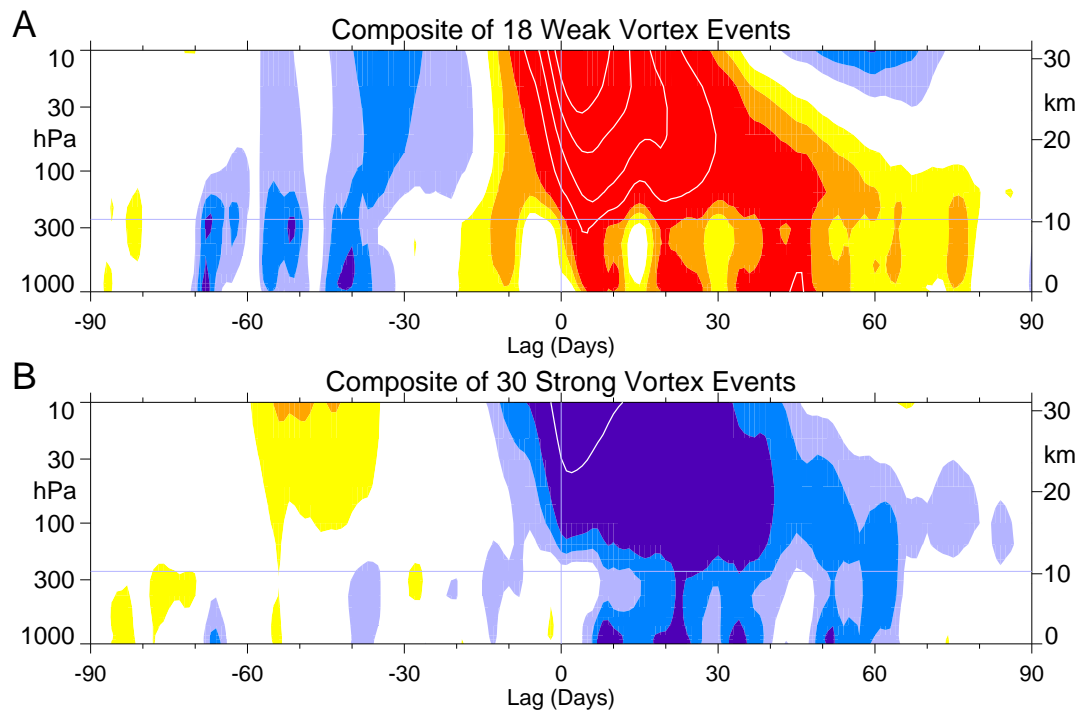 A
Composite of 18 Weak Vortex Events
10
30
hPa
100
300
1000
30
km
20
10
0
-90 -60 -30 0 30 60 90
Lag (Days)
B
Composite of 30 Strong Vortex Events
10
30
hPa
100
300
1000
30
km
20
10
0
-90 -60 -30 0 30 60 90
Lag (Days)